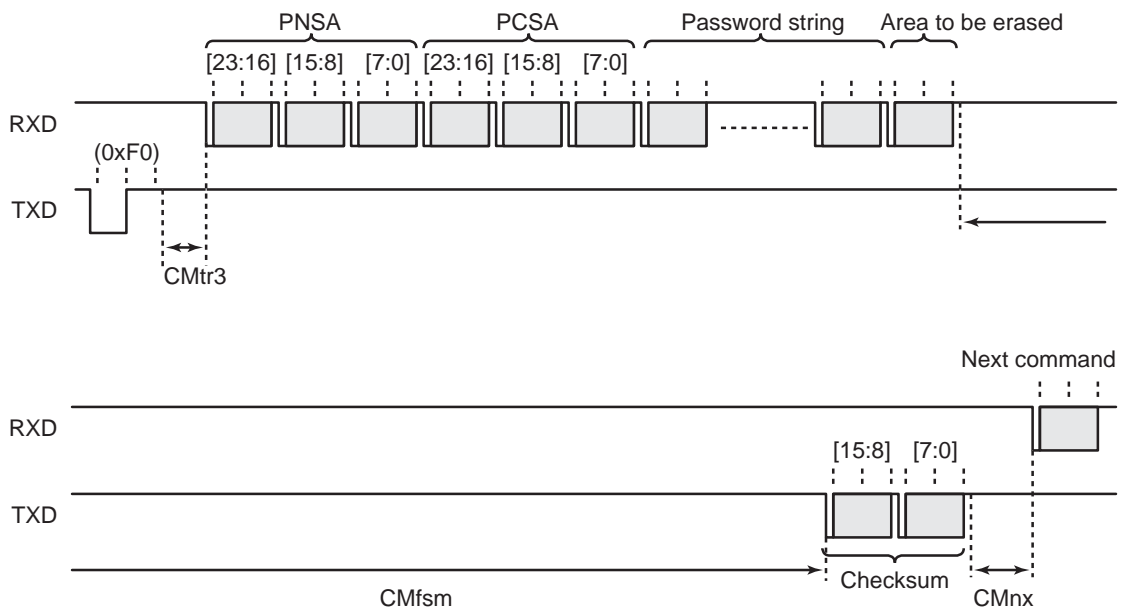 PNSA PCSA Password string Area to be erased
[23:16] [15:8] [7:0] [23:16] [15:8] [7:0]
RXD
(0xF0)
TXD
CMtr3
Next command
RXD
[15:8] [7:0]
TXD
Checksum
CMfsm CMnx